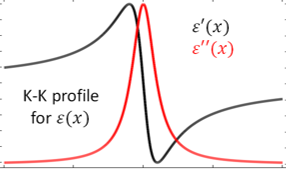 ε′(x)
ε′′(x)
K-K profile
for ε(x)